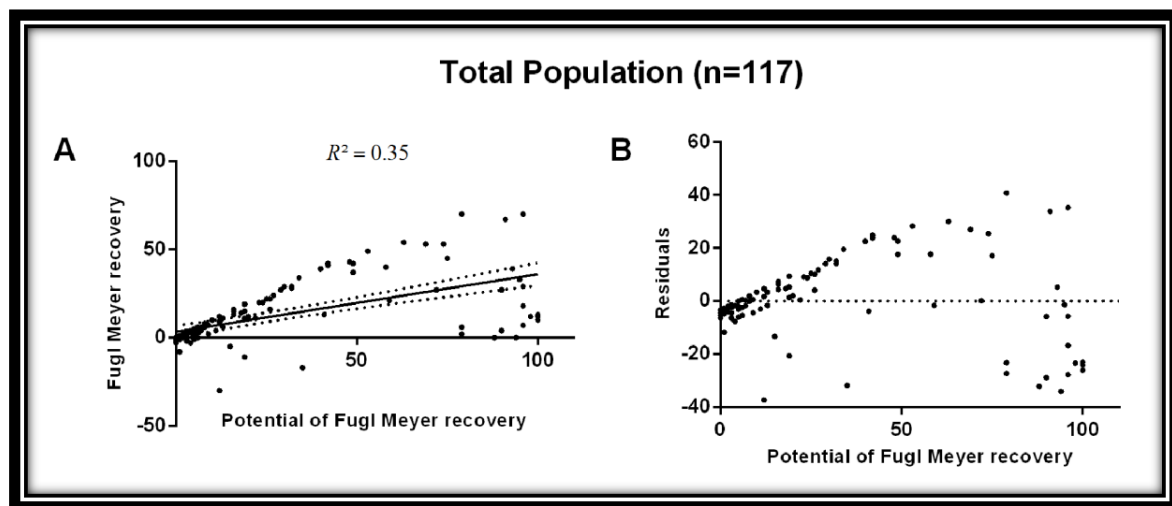 Total Population (n=117)
A
R² = 0.35
100
50
0
-50
50
100
Fugl Meyer recovery
Potential of Fugl Meyer recovery
B
60
40
20
0
-20
-40
0
50
100
Residuals
Potential of Fugl Meyer recovery